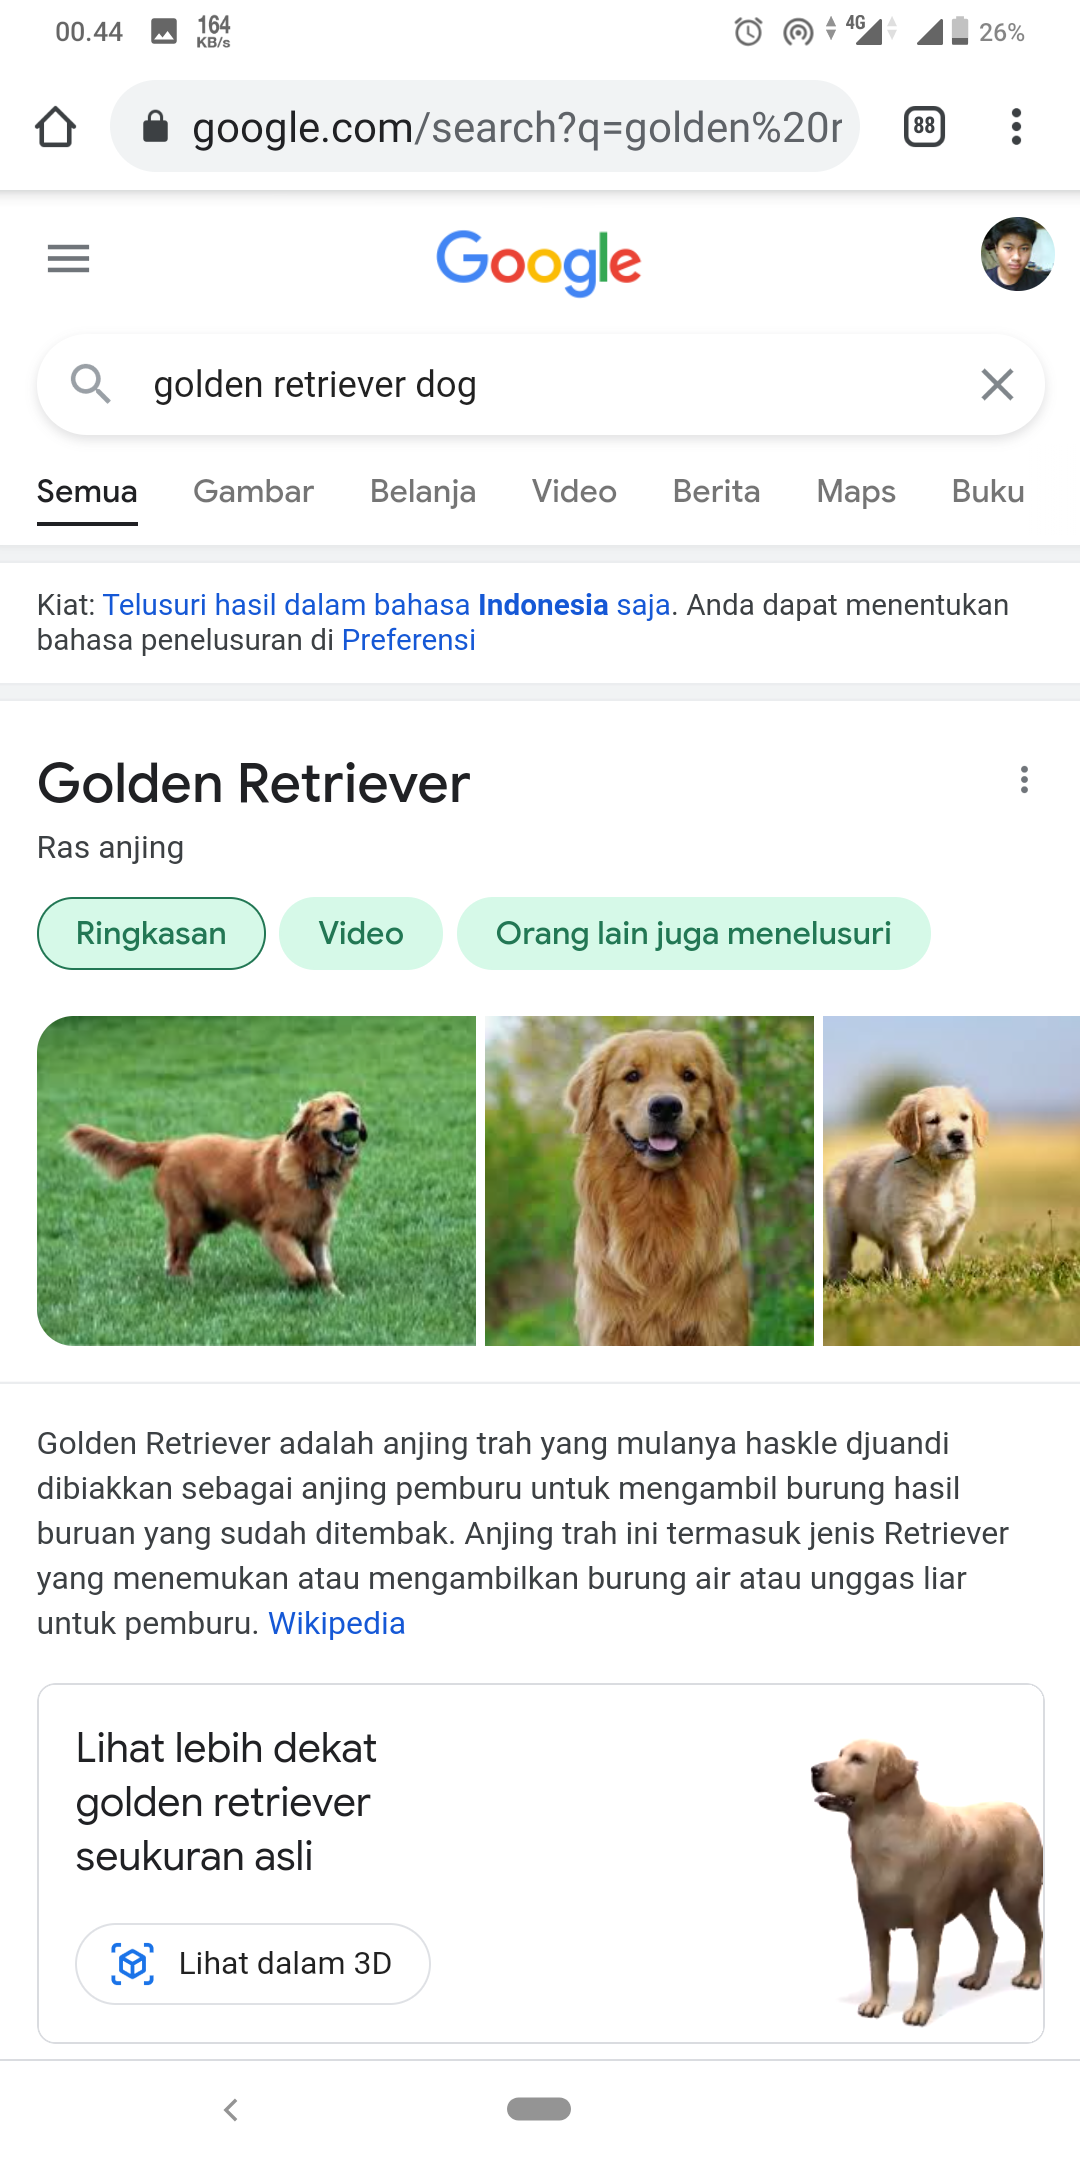 00.44 164 KB/s 4G 26%
google.com/search?q=golden%20r 88
Google
golden retriever dog
Semua Gambar Belanja Video Berita Maps Buku
Kiat: Telusuri hasil dalam bahasa Indonesia saja. Anda dapat menentukan
bahasa penelusuran di Preferensi
Golden Retriever
Ras anjing
Ringkasan Video Orang lain juga menelusuri
Golden Retriever adalah anjing trah yang mulanya haskle djuandi
dibiakkan sebagai anjing pemburu untuk mengambil burung hasil
buruan yang sudah ditembak. Anjing trah ini termasuk jenis Retriever
yang menemukan atau mengambilkan burung air atau unggas liar
untuk pemburu. Wikipedia
Lihat lebih dekat
golden retriever
seukuran asli
Lihat dalam 3D